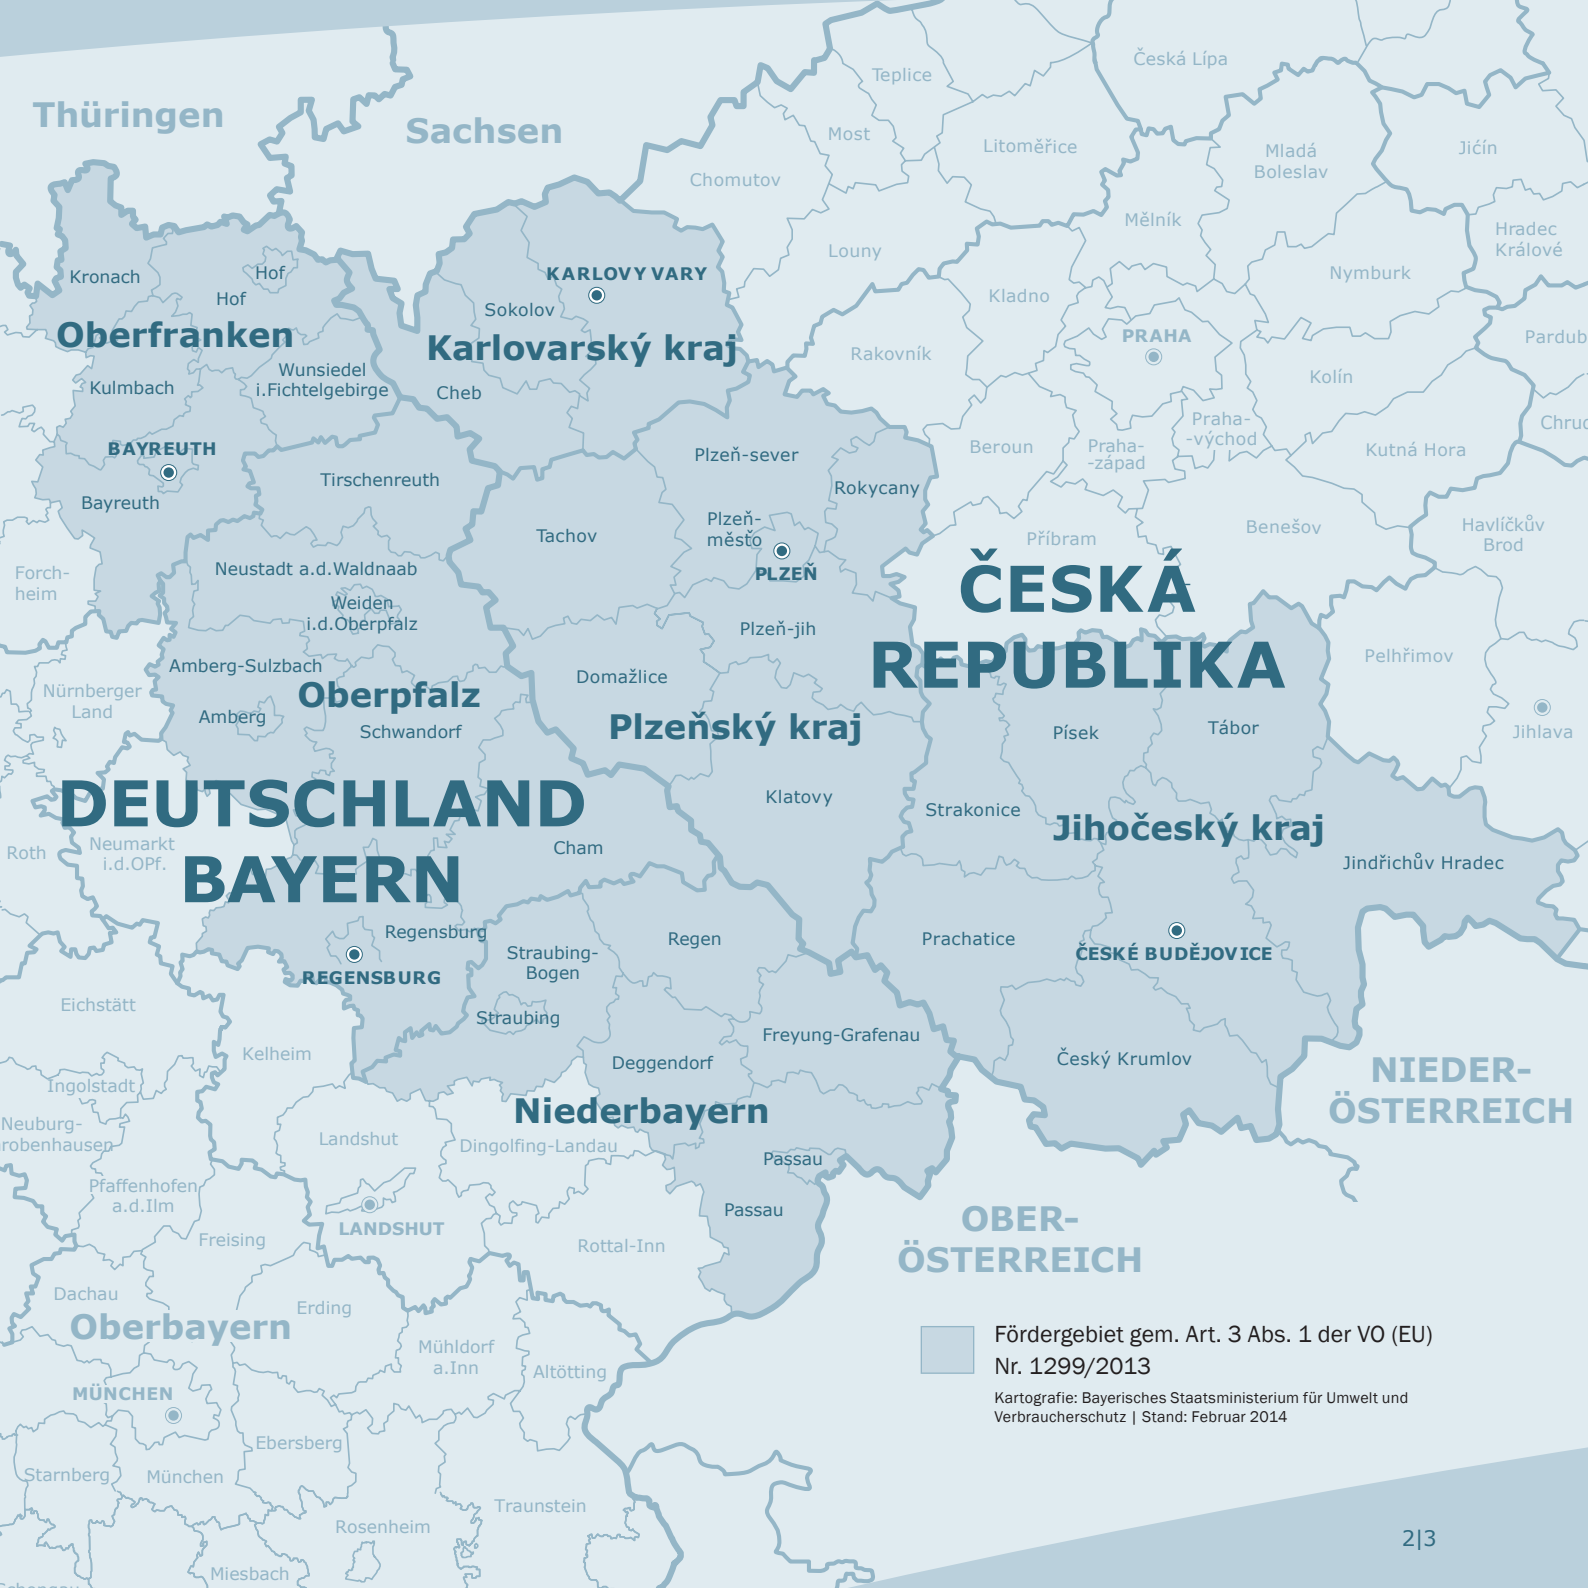 Česká Lípa
Teplice
Thüringen
Sachsen
Most
Litoměřice
Mladá
Boleslav
Jičín
Chomutov
Mělník
Hradec
Králové
Louny
Kronach
Hof
Hof
KARLOVY VARY
Nymburk
Sokolov
Kladno
Oberfranken
Karlovarský kraj
PRAHA
Pardub
Rakovník
Wunsiedel
i.Fichtelgebirge
Kulmbach
Cheb
Kolín
Praha-
-východ
Chrud
BAYREUTH
Plzeň-sever
Beroun
Praha-
-západ
Kutná Hora
Tirschenreuth
Rokycany
Bayreuth
Plzeň-
město
Tachov
Příbram
Benešov
Havlíčkův
Brod
Forch-
heim
Neustadt a.d.Waldnaab
PLZEŇ
ČESKÁ
REPUBLIKA
Weiden
i.d.Oberpfalz
Plzeň-jih
Pelhřimov
Amberg-Sulzbach
Domažlice
Nürnberger
Land
Oberpfalz
Amberg
Schwandorf
Plzeňský kraj
Písek
Tábor
Jihlava
DEUTSCHLAND
BAYERN
Klatovy
Strakonice
Jihočeský kraj
Roth
Neumarkt
i.d.OPf.
Cham
Jindřichův Hradec
Regensburg
Straubing-
Bogen
Regen
Prachatice
ČESKÉ BUDĚJOVICE
REGENSBURG
Eichstätt
Straubing
Freyung-Grafenau
Kelheim
Deggendorf
Český Krumlov
NIEDER-
ÖSTERREICH
Ingolstadt
Niederbayern
Neuburg-
robenhausen
Landshut
Dingolfing-Landau
Passau
Pfaffenhofen
a.d.Ilm
Passau
LANDSHUT
OBER-
ÖSTERREICH
Freising
Rottal-Inn
Dachau
Erding
Oberbayern
Mühldorf
a.Inn
Altötting
Fördergebiet gem. Art. 3 Abs. 1 der VO (EU)
Nr. 1299/2013
Kartografie: Bayerisches Staatsministerium für Umwelt und
Verbraucherschutz | Stand: Februar 2014
MÜNCHEN
Ebersberg
Starnberg
München
Traunstein
Rosenheim
Miesbach
2|3